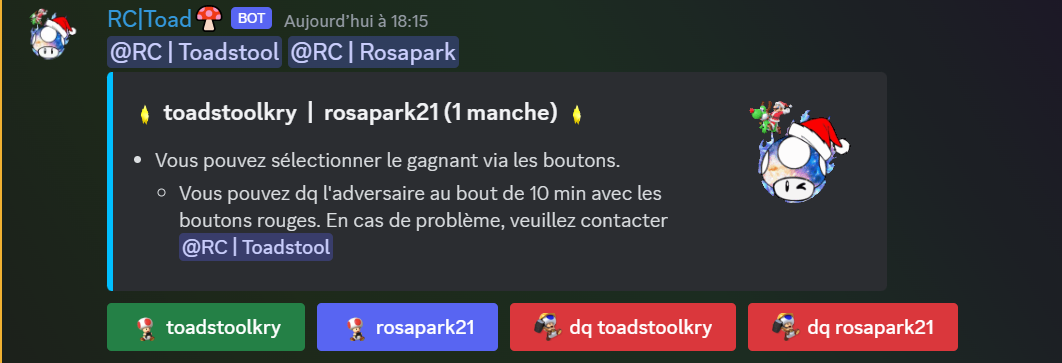 RC|Toad BOT Aujourd’hui à 18:15
@RC | Toadstool @RC | Rosapark
toadstoolkry | rosapark21 (1 manche)
Vous pouvez sélectionner le gagnant via les boutons.
Vous pouvez dq l'adversaire au bout de 10 min avec les
boutons rouges. En cas de problème, veuillez contacter
@RC | Toadstool
toadstoolkry rosapark21 dq toadstoolkry dq rosapark21